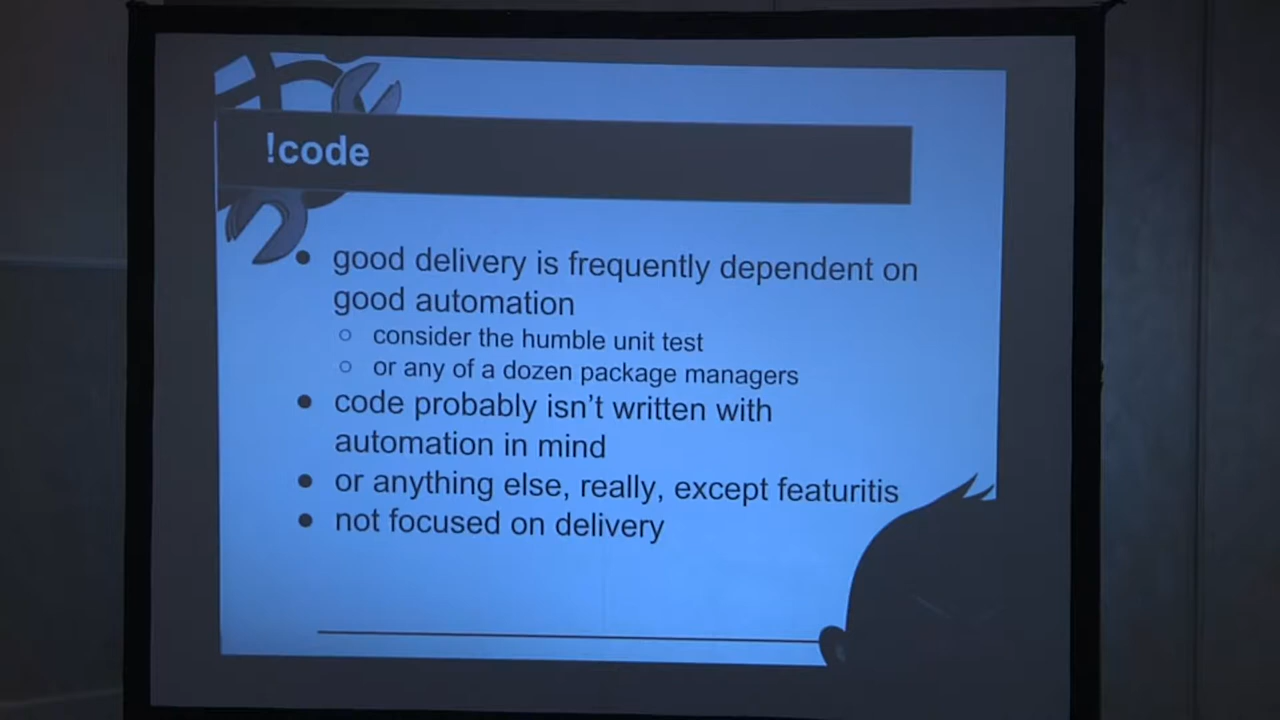 !code
good delivery is frequently dependent on
good automation
consider the humble unit test
or any of a dozen package managers
code probably isn't written with
automation in mind
or anything else, really, except featuritis
not focused on delivery